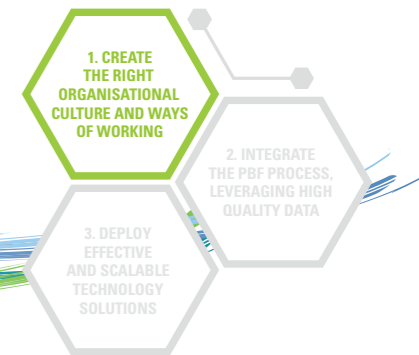 1. CREATE
THE RIGHT
ORGANISATIONAL
CULTURE AND WAYS
OF WORKING
2. INTEGRATE
THE PBF PROCESS,
LEVERAGING HIGH
QUALITY DATA
3. DEPLOY
EFFECTIVE
AND SCALABLE
TECHNOLOGY
SOLUTIONS